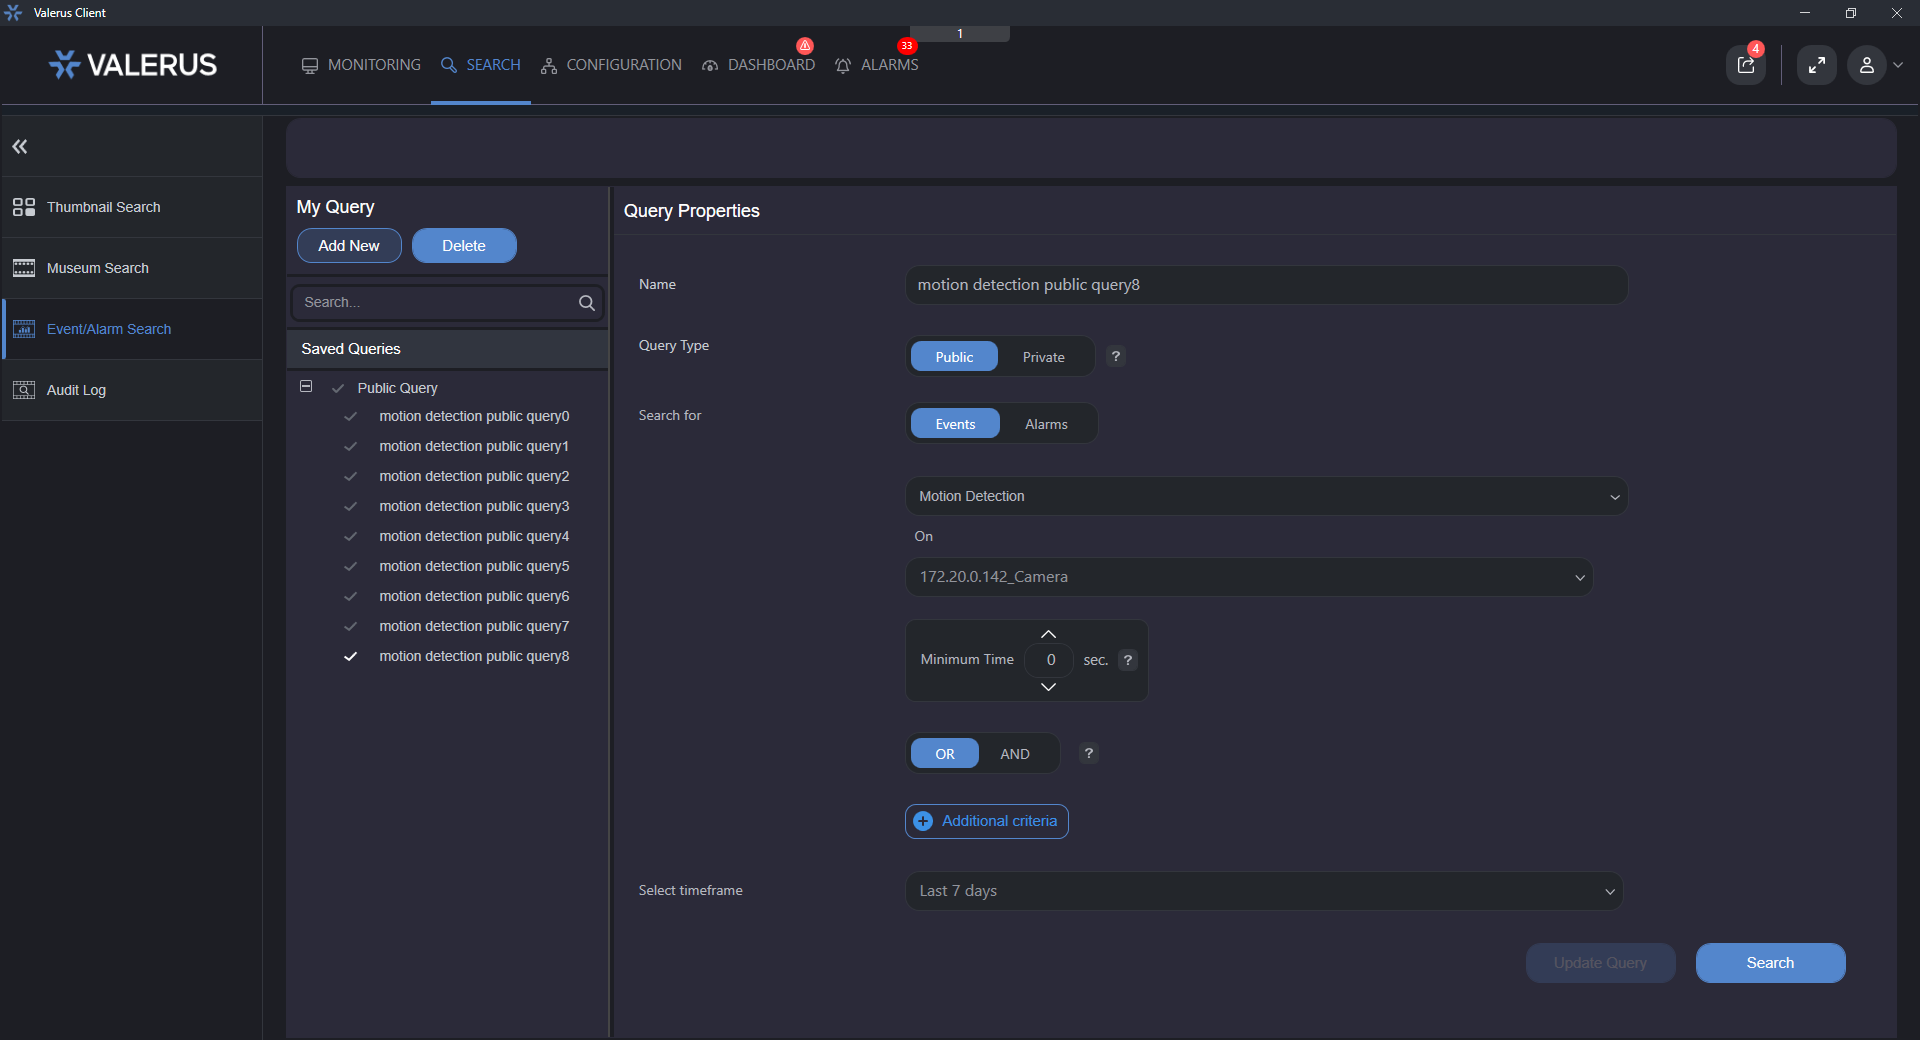 Valerus Client
1
VALERUS
MONITORING
SEARCH
CONFIGURATION
DASHBOARD
33
ALARMS
4
Thumbnail Search
Museum Search
Event/Alarm Search
Audit Log
My Query
Add New
Delete
Search...
Saved Queries
Public Query
motion detection public query0
motion detection public query1
motion detection public query2
motion detection public query3
motion detection public query4
motion detection public query5
motion detection public query6
motion detection public query7
motion detection public query8
Query Properties
Name
motion detection public query8
Query Type
Public
Private
?
Search for
Events
Alarms
Motion Detection
On
172.20.0.142_Camera
Minimum Time
0
sec.
?
OR
AND
?
Additional criteria
Select timeframe
Last 7 days
Update Query
Search